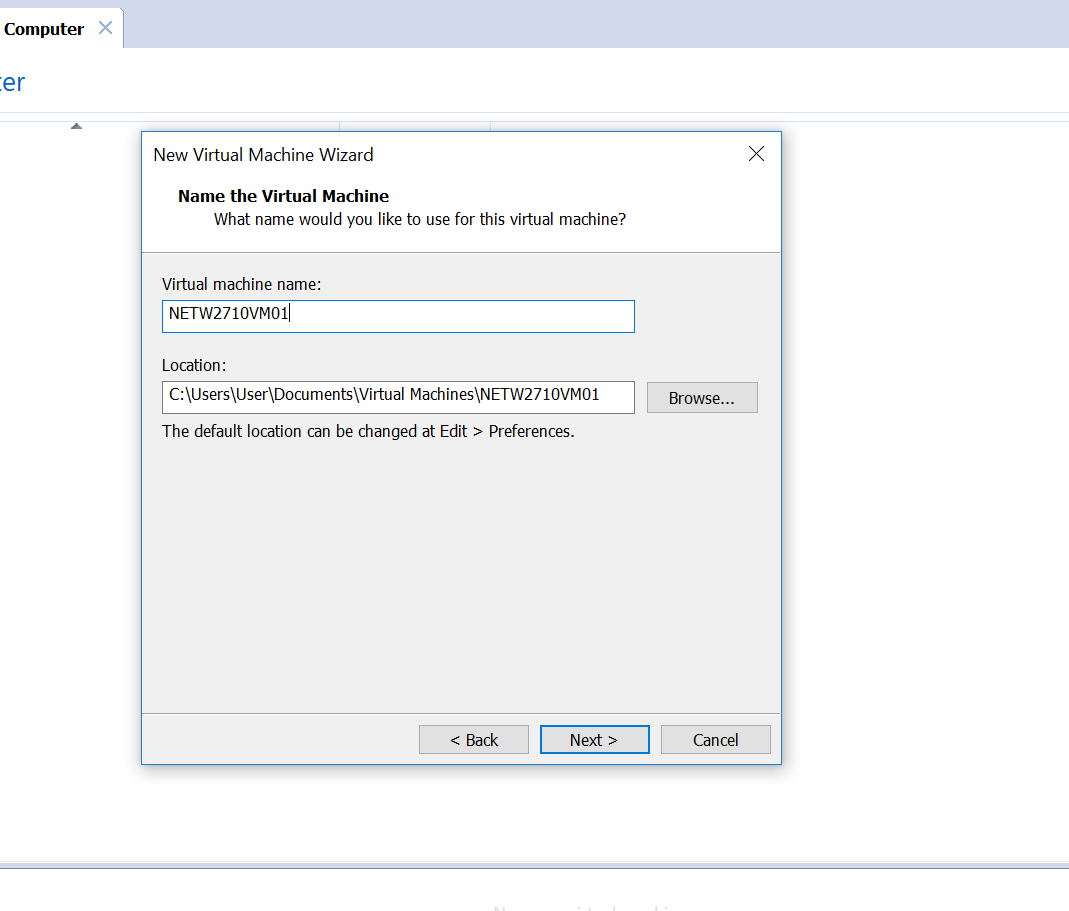 Computer
ter
New Virtual Machine Wizard
Name the Virtual Machine
What name would you like to use for this virtual machine?
Virtual machine name:
NETW2710VM01
Location:
C:\Users\User\Documents\Virtual Machines\NETW2710VM01
Browse...
The default location can be changed at Edit > Preferences.
< Back
Next >
Cancel